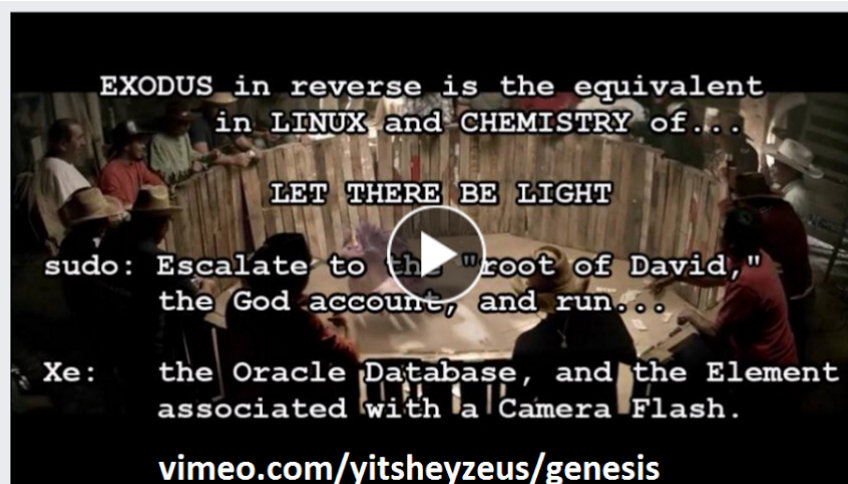 EXODUS in reverse is the equivalent
in LINUX and CHEMISTRY of...
LET THERE BE LIGHT
sudo: Escalate to the "root of David,"
the God account, and run...
Xe: the Oracle Database, and the Element
associated with a Camera Flash.
vimeo.com/yitsheyzeus/genesis